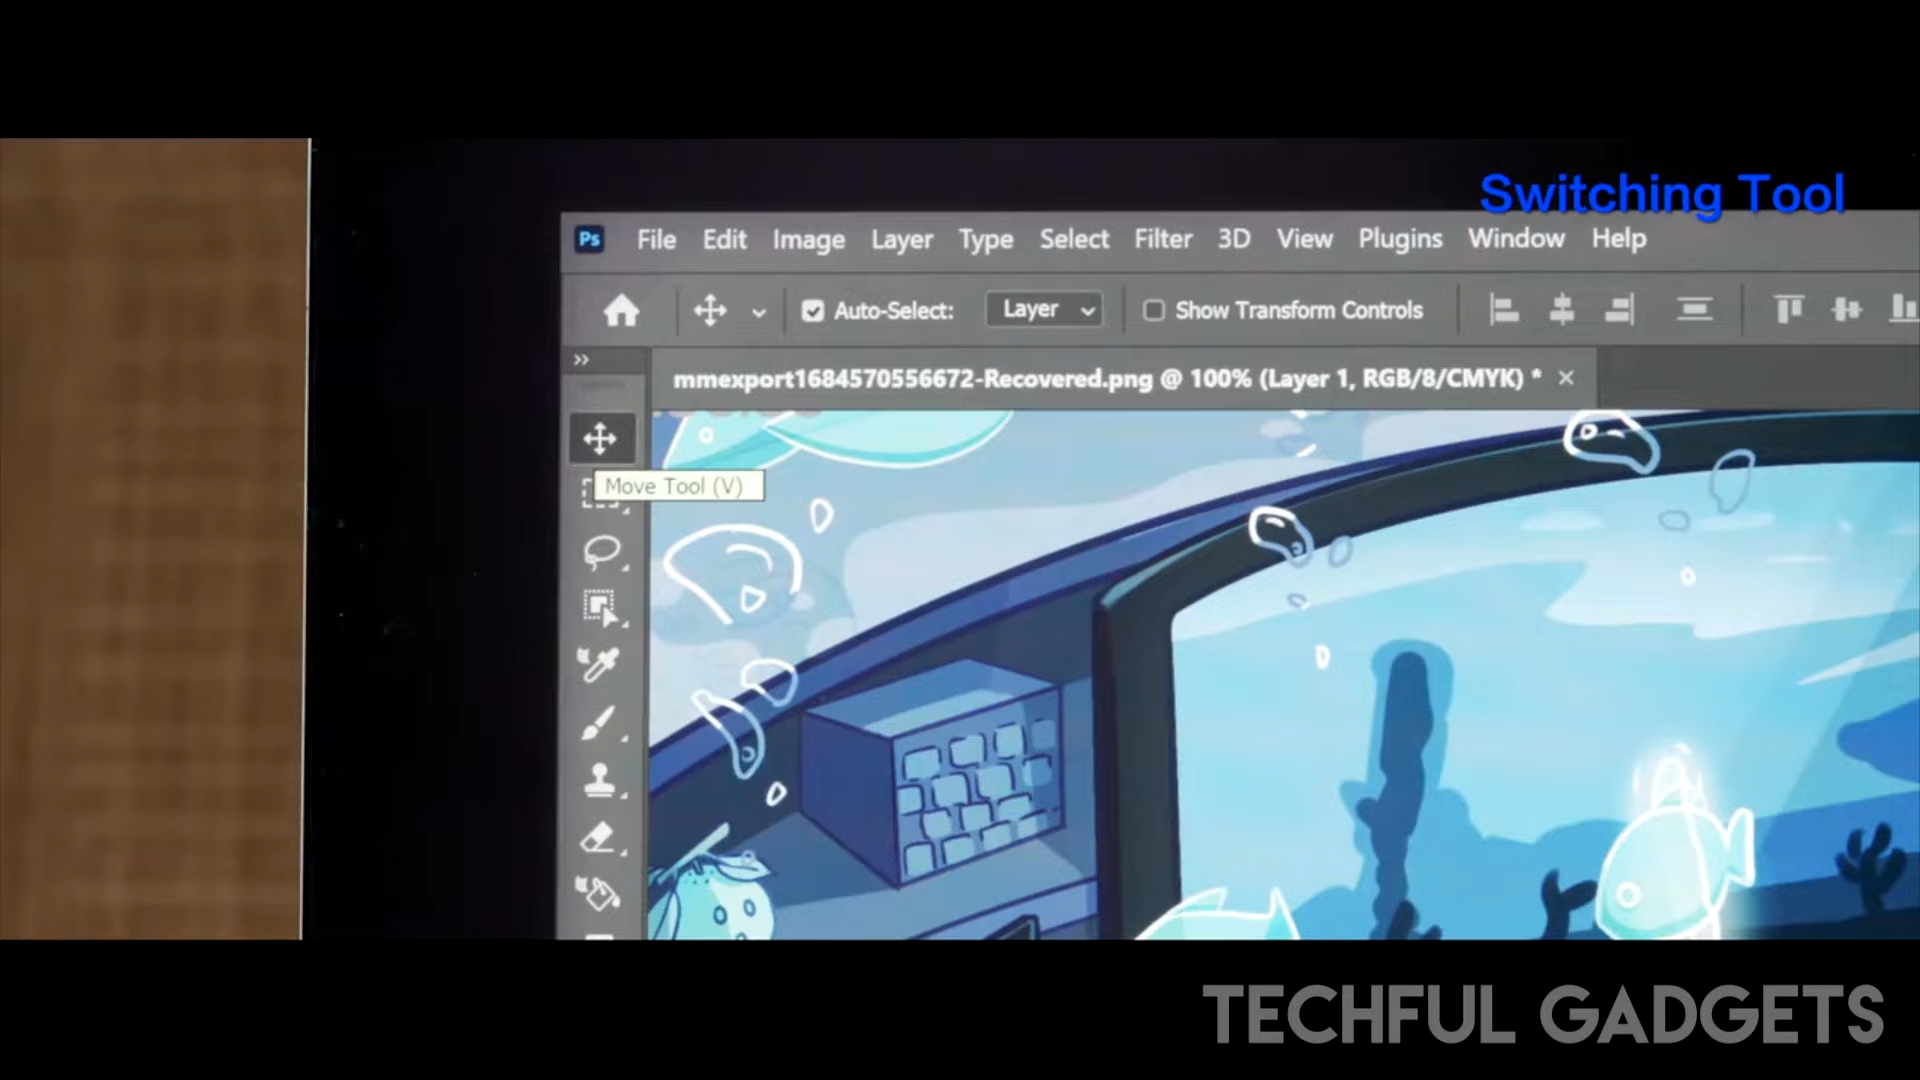 Switching Tool
Ps File Edit Image Layer Type Select Filter 3D View Plugins Window Help
Auto-Select: Layer Show Transform Controls
mmexport1684570556672-Recovered.png @ 100% (Layer 1, RGB/8/CMYK) *
Move Tool (V)
TECHFUL GADGETS